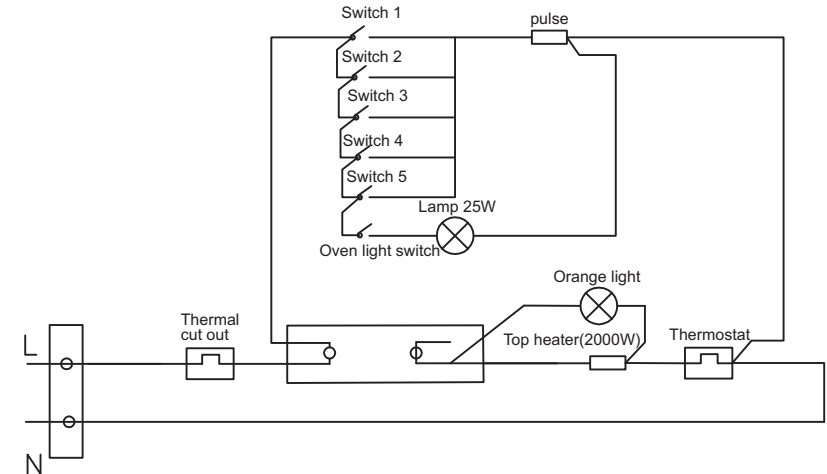 Switch 1
pulse
Switch 2
Switch 3
Switch 4
Switch 5
Lamp 25W
Oven light switch
Orange light
Thermal
cut out
Top heater(2000W)
Thermostat
L
N